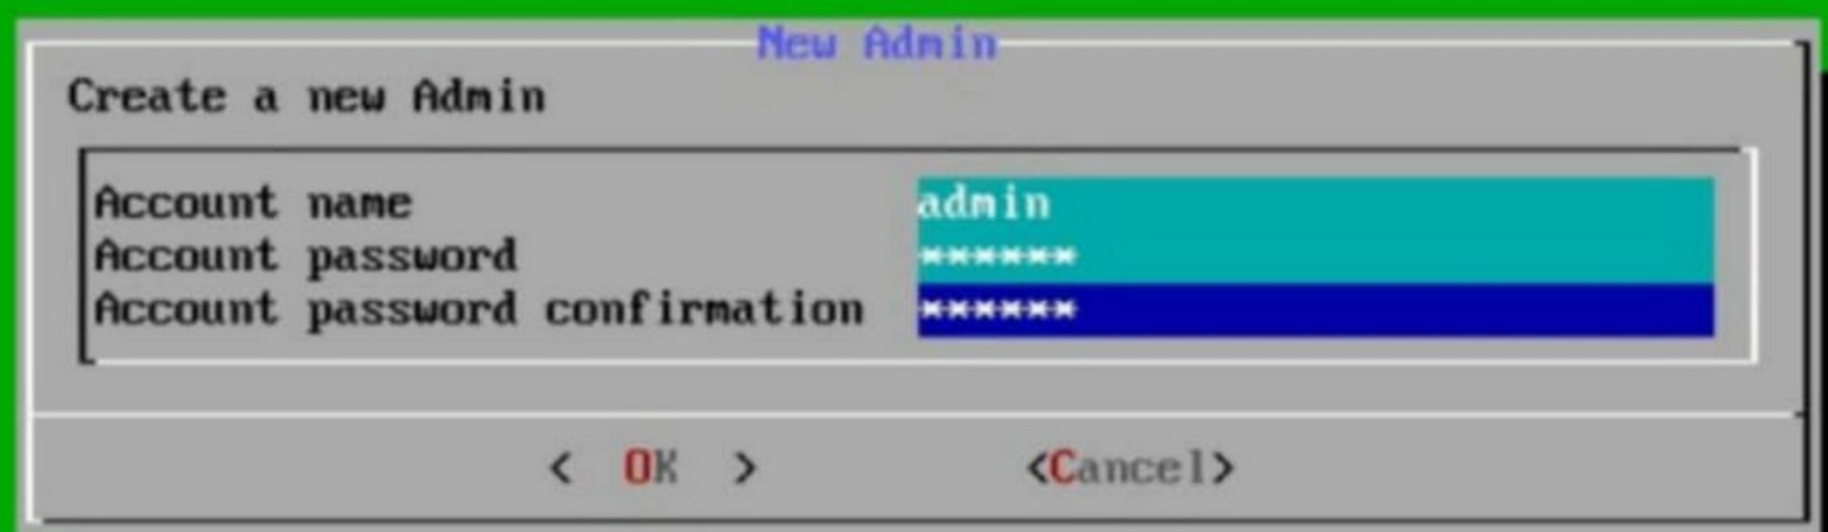 New Admin
Create a new Admin
Account name admin
Account password ******
Account password confirmation ******
< OK > <Cancel>